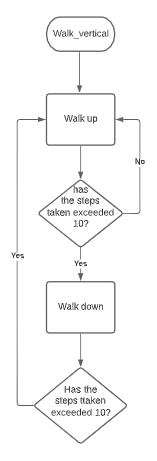 Walk_vertical
Walk up
has
the steps
taken exceeded
10?
No
Yes
Yes
Walk down
Has the
steps ttaken
exceeded 10?